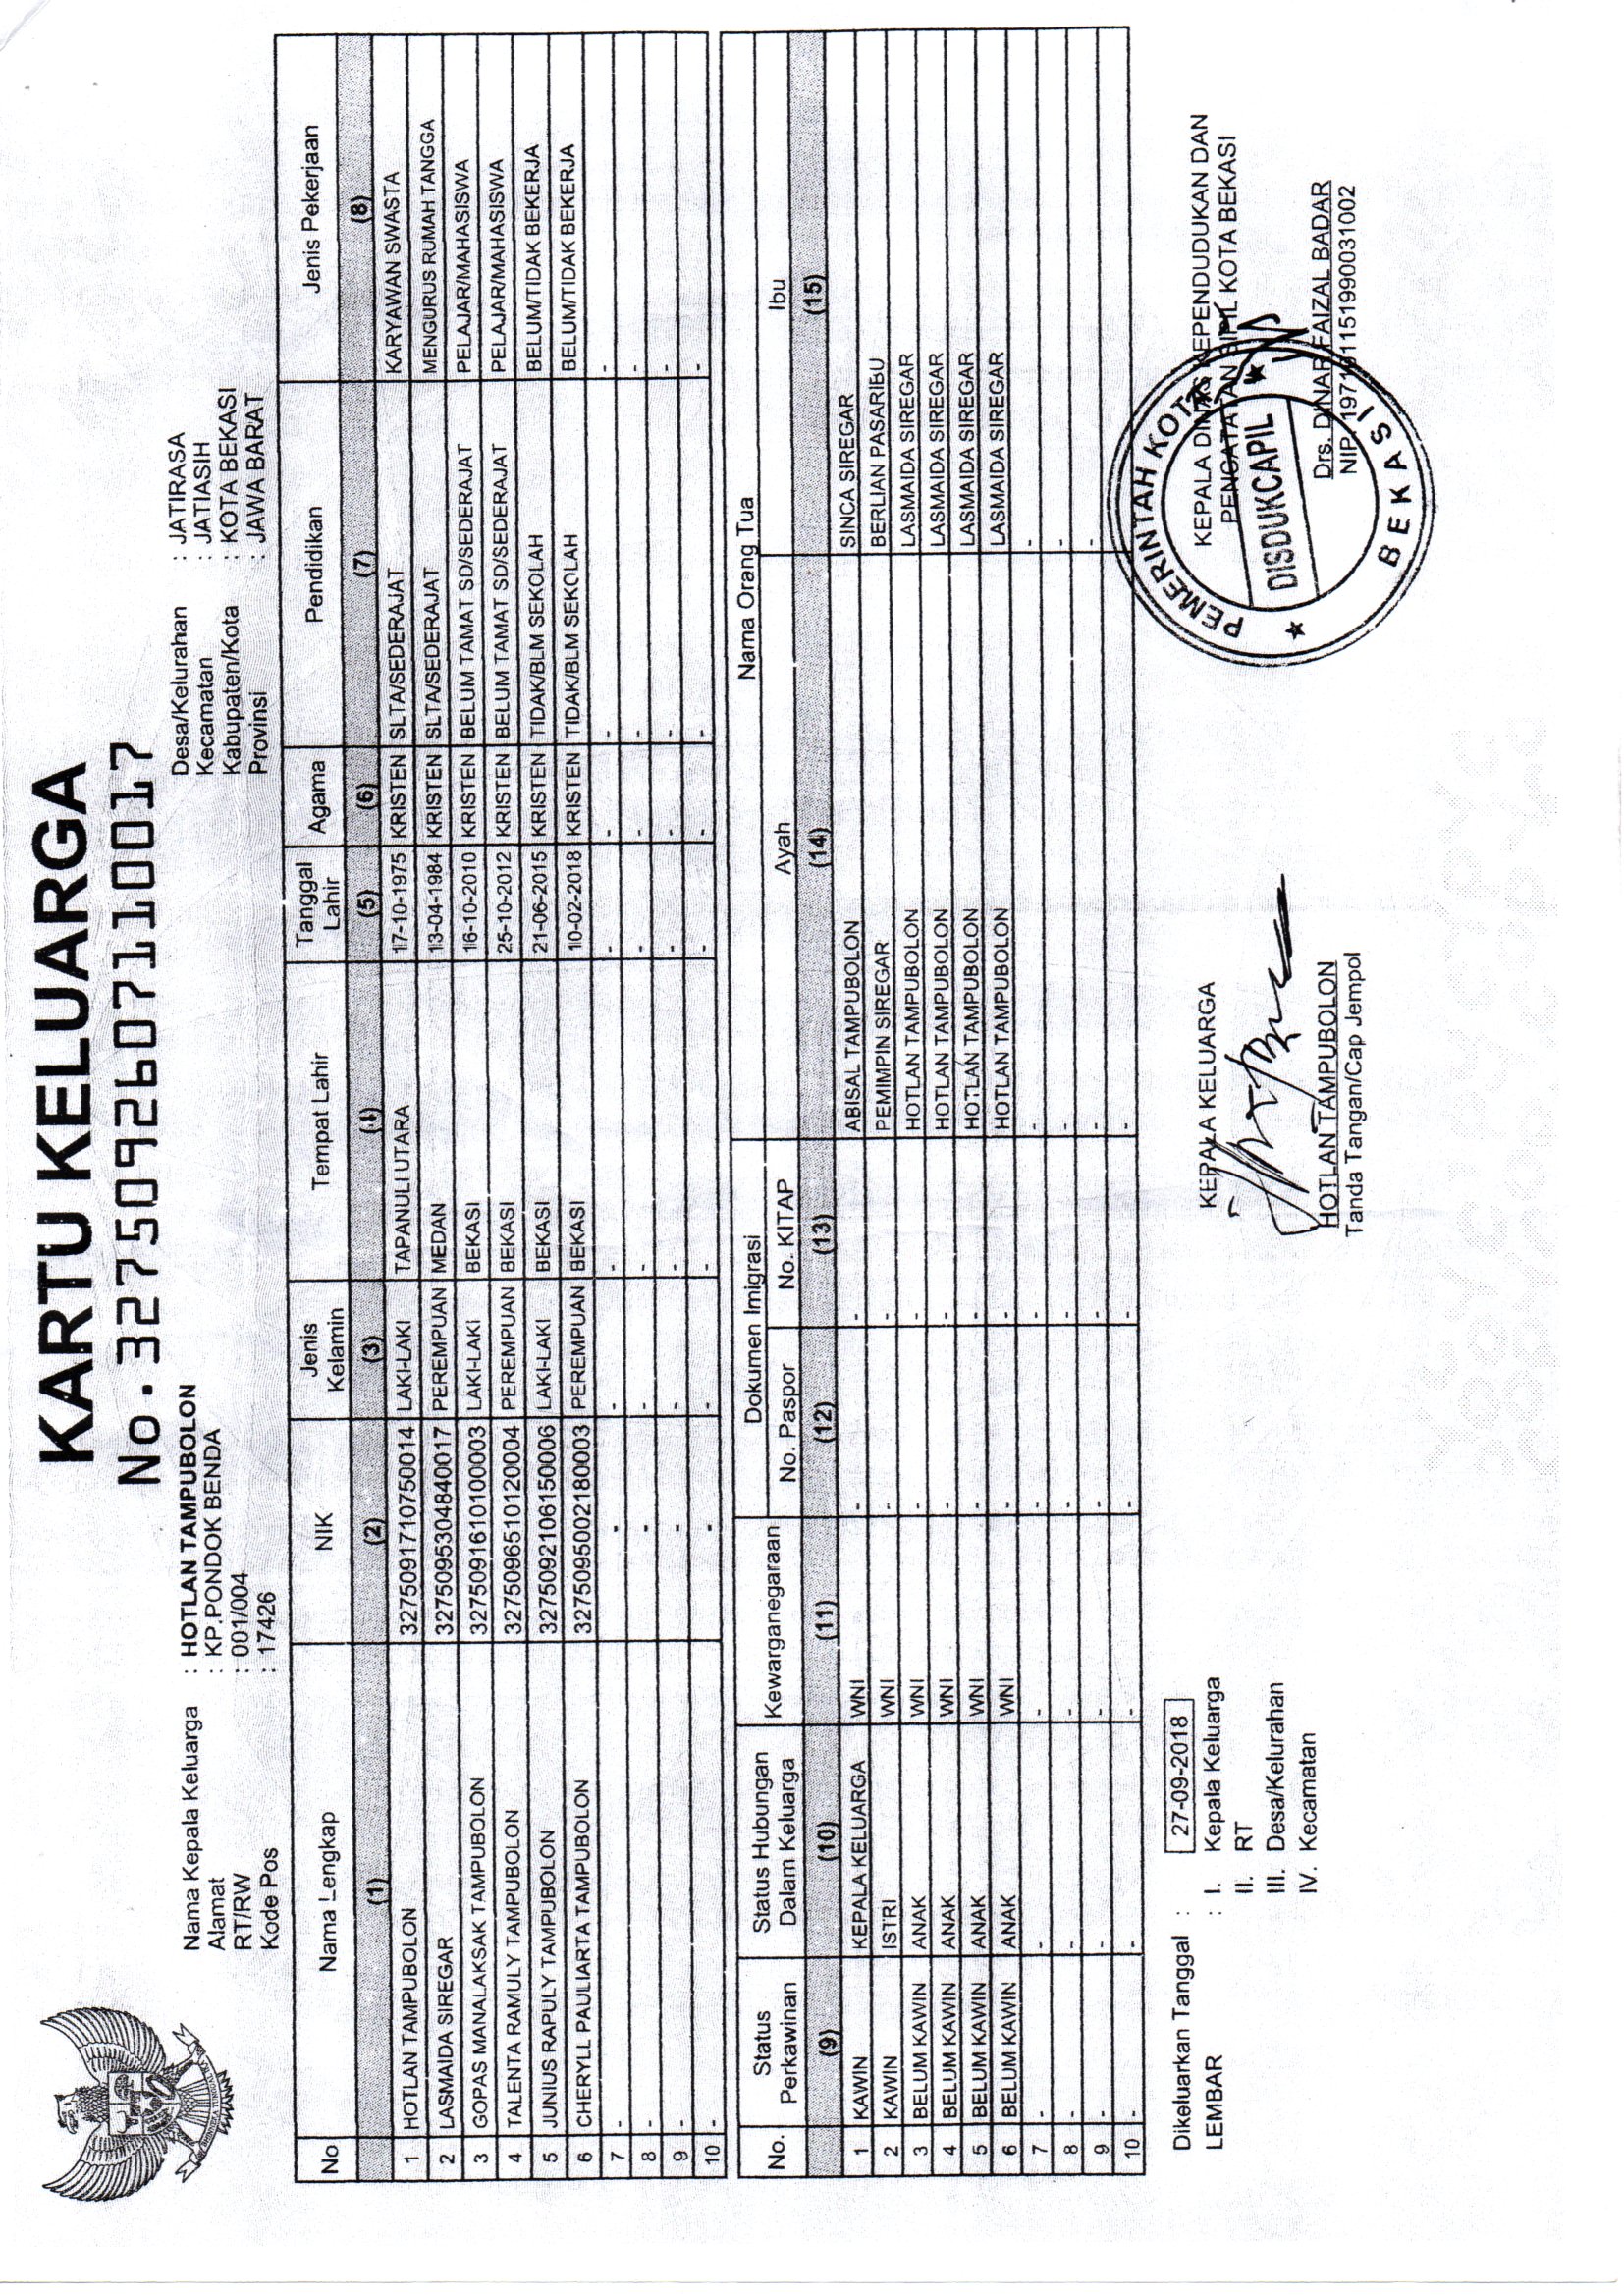 KARTU KELUARGA
No. 3275092607110017
Nama Kepala Keluarga : HOTLAN TAMPUBOLON
Alamat : KP.PONDOK BENDA
RT/RW : 001/004
Kode Pos : 17426
Desa/Kelurahan : JATIRASA
Kecamatan : JATIASIH
Kabupaten/Kota : KOTA BEKASI
Provinsi : JAWA BARAT
No Nama Lengkap NIK Jenis Kelamin Tempat Lahir Tanggal Lahir Agama Pendidikan Jenis Pekerjaan
(1) (2) (3) (4) (5) (6) (7) (8)
1 HOTLAN TAMPUBOLON 3275091710750014 LAKI-LAKI TAPANULI UTARA 17-10-1975 KRISTEN SLTA/SEDERAJAT KARYAWAN SWASTA
2 LASMAIDA SIREGAR 3275095304840017 PEREMPUAN MEDAN 13-04-1984 KRISTEN SLTA/SEDERAJAT MENGURUS RUMAH TANGGA
3 GOPAS MANALAKSAK TAMPUBOLON 3275091610100003 LAKI-LAKI BEKASI 16-10-2010 KRISTEN BELUM TAMAT SD/SEDERAJAT PELAJAR/MAHASISWA
4 TALENTA RAMULY TAMPUBOLON 3275096510120004 PEREMPUAN BEKASI 25-10-2012 KRISTEN BELUM TAMAT SD/SEDERAJAT PELAJAR/MAHASISWA
5 JUNIUS RAPULY TAMPUBOLON 3275092106150006 LAKI-LAKI BEKASI 21-06-2015 KRISTEN TIDAK/BLM SEKOLAH BELUM/TIDAK BEKERJA
6 CHERYLL PAULIARTA TAMPUBOLON 3275095002180003 PEREMPUAN BEKASI 10-02-2018 KRISTEN TIDAK/BLM SEKOLAH BELUM/TIDAK BEKERJA
7 - - - - - - - -
8 - - - - - - - -
9 - - - - - - - -
10 - - - - - - - -
No. Status Perkawinan Status Hubungan Dalam Keluarga Kewarganegaraan Dokumen Imigrasi Nama Orang Tua
No. Paspor No. KITAP Ayah Ibu
(9) (10) (11) (12) (13) (14) (15)
1 KAWIN KEPALA KELUARGA WNI - - ABISAL TAMPUBOLON SINCA SIREGAR
2 KAWIN ISTRI WNI - - PEMIMPIN SIREGAR BERLIAN PASARIBU
3 BELUM KAWIN ANAK WNI - - HOTLAN TAMPUBOLON LASMAIDA SIREGAR
4 BELUM KAWIN ANAK WNI - - HOTLAN TAMPUBOLON LASMAIDA SIREGAR
5 BELUM KAWIN ANAK WNI - - HOTLAN TAMPUBOLON LASMAIDA SIREGAR
6 BELUM KAWIN ANAK WNI - - HOTLAN TAMPUBOLON LASMAIDA SIREGAR
7 - - - - - - -
8 - - - - - - -
9 - - - - - - -
10 - - - - - - -
Dikeluarkan Tanggal : 27-09-2018
LEMBAR : I. Kepala Keluarga
II. RT
III. Desa/Kelurahan
IV. Kecamatan
KEPALA KELUARGA
HOTLAN TAMPUBOLON
Tanda Tangan/Cap Jempol
KEPALA DINAS KEPENDUDUKAN DAN
PENCATATAN SIPIL KOTA BEKASI
PEMERINTAH KOTA
DISDUKCAPIL
BEKASI
Drs. DINAR FAIZAL BADAR
NIP.